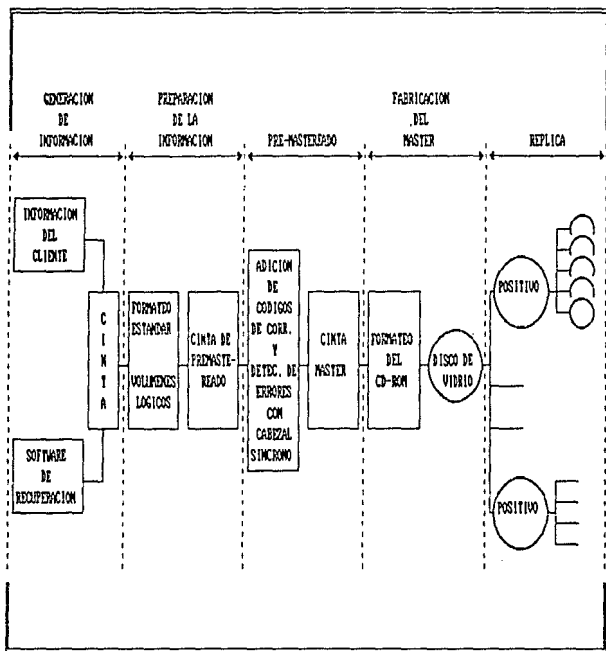 GENERACION
DE
INFORMACION
PREPARACION
DE LA
INFORMACION
PRE-MASTEREADO
FABRICACION
DEL
MASTER
REPLICA
INFORMACION
DEL
CLIENTE
SOFTWARE
DE
RECUPERACION
C
I
N
T
A
FORMATEO
ESTANDAR
VOLUMENES
LOGICOS
CINTA DE
PREMASTE-
READO
ADICION
DE
CODIGOS
DE CORR.
Y
DETEC. DE
ERRORES
COM
CABEZAL
SINCRONO
CINTA
MASTER
FORMATEO
DEL
CD-ROM
DISCO DE
VIDRIO
POSITIVO
POSITIVO